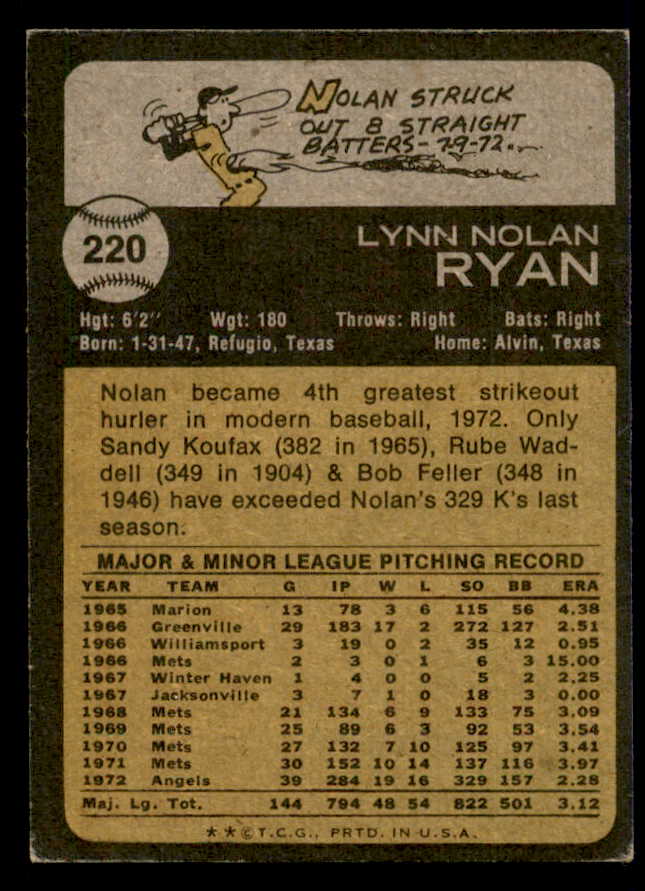 NOLAN STRUCK
OUT 8 STRAIGHT
BATTERS - 7-9-72...
220
LYNN NOLAN
RYAN
Hgt: 6'2" Wgt: 180 Throws: Right Bats: Right
Born: 1-31-47, Refugio, Texas Home: Alvin, Texas
Nolan became 4th greatest strikeout
hurler in modern baseball, 1972. Only
Sandy Koufax (382 in 1965), Rube Wad-
dell (349 in 1904) & Bob Feller (348 in
1946) have exceeded Nolan's 329 K's last
season.
MAJOR & MINOR LEAGUE PITCHING RECORD
YEAR TEAM G IP W L SO BB ERA
1965 Marion 13 78 3 6 115 56 4.38
1966 Greenville 29 183 17 2 272 127 2.51
1966 Williamsport 3 19 0 2 35 12 0.95
1966 Mets 2 3 0 1 6 3 15.00
1967 Winter Haven 1 4 0 0 5 2 2.25
1967 Jacksonville 3 7 1 0 18 3 0.00
1968 Mets 21 134 6 9 133 75 3.09
1969 Mets 25 89 6 3 92 53 3.54
1970 Mets 27 132 7 10 125 97 3.41
1971 Mets 30 152 10 14 137 116 3.97
1972 Angels 39 284 19 16 329 157 2.28
Maj. Lg. Tot. 144 794 48 54 822 501 3.12
**©T.C.G., PRTD. IN U.S.A.